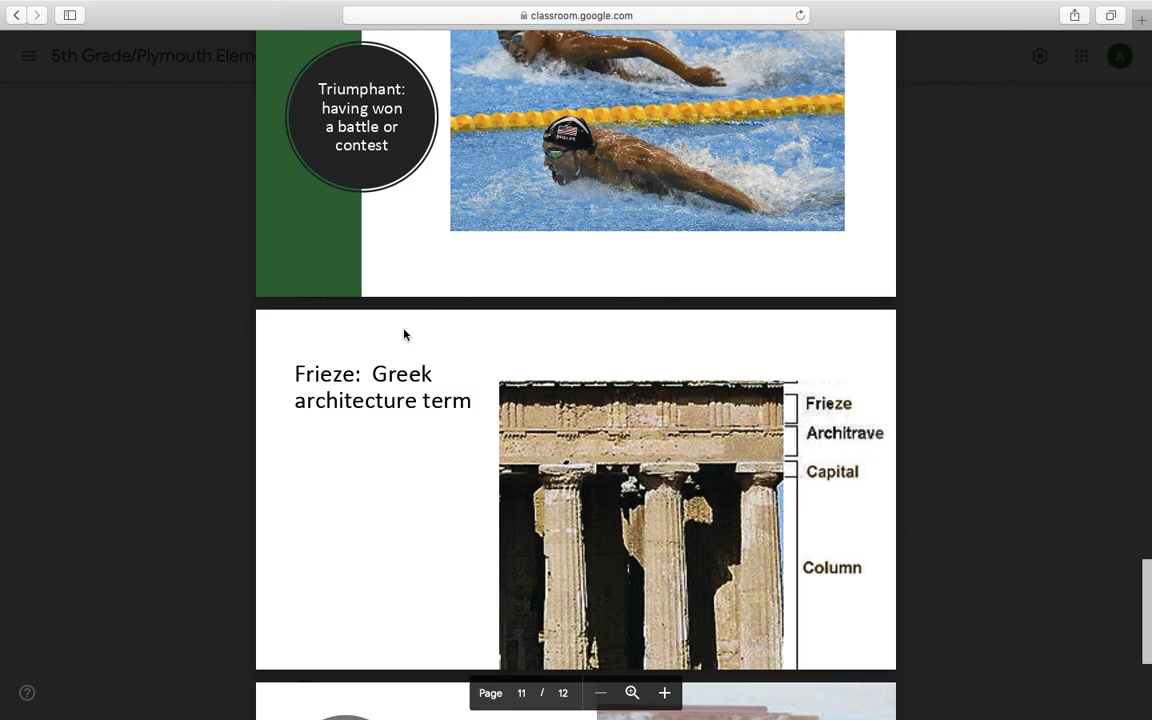 classroom.google.com
5th Grade/Plymouth Elem
A
Triumphant:
having won
a battle or
contest
PHELPS
Frieze: Greek
architecture term
Frieze
Architrave
Capital
Column
Page 11 / 12